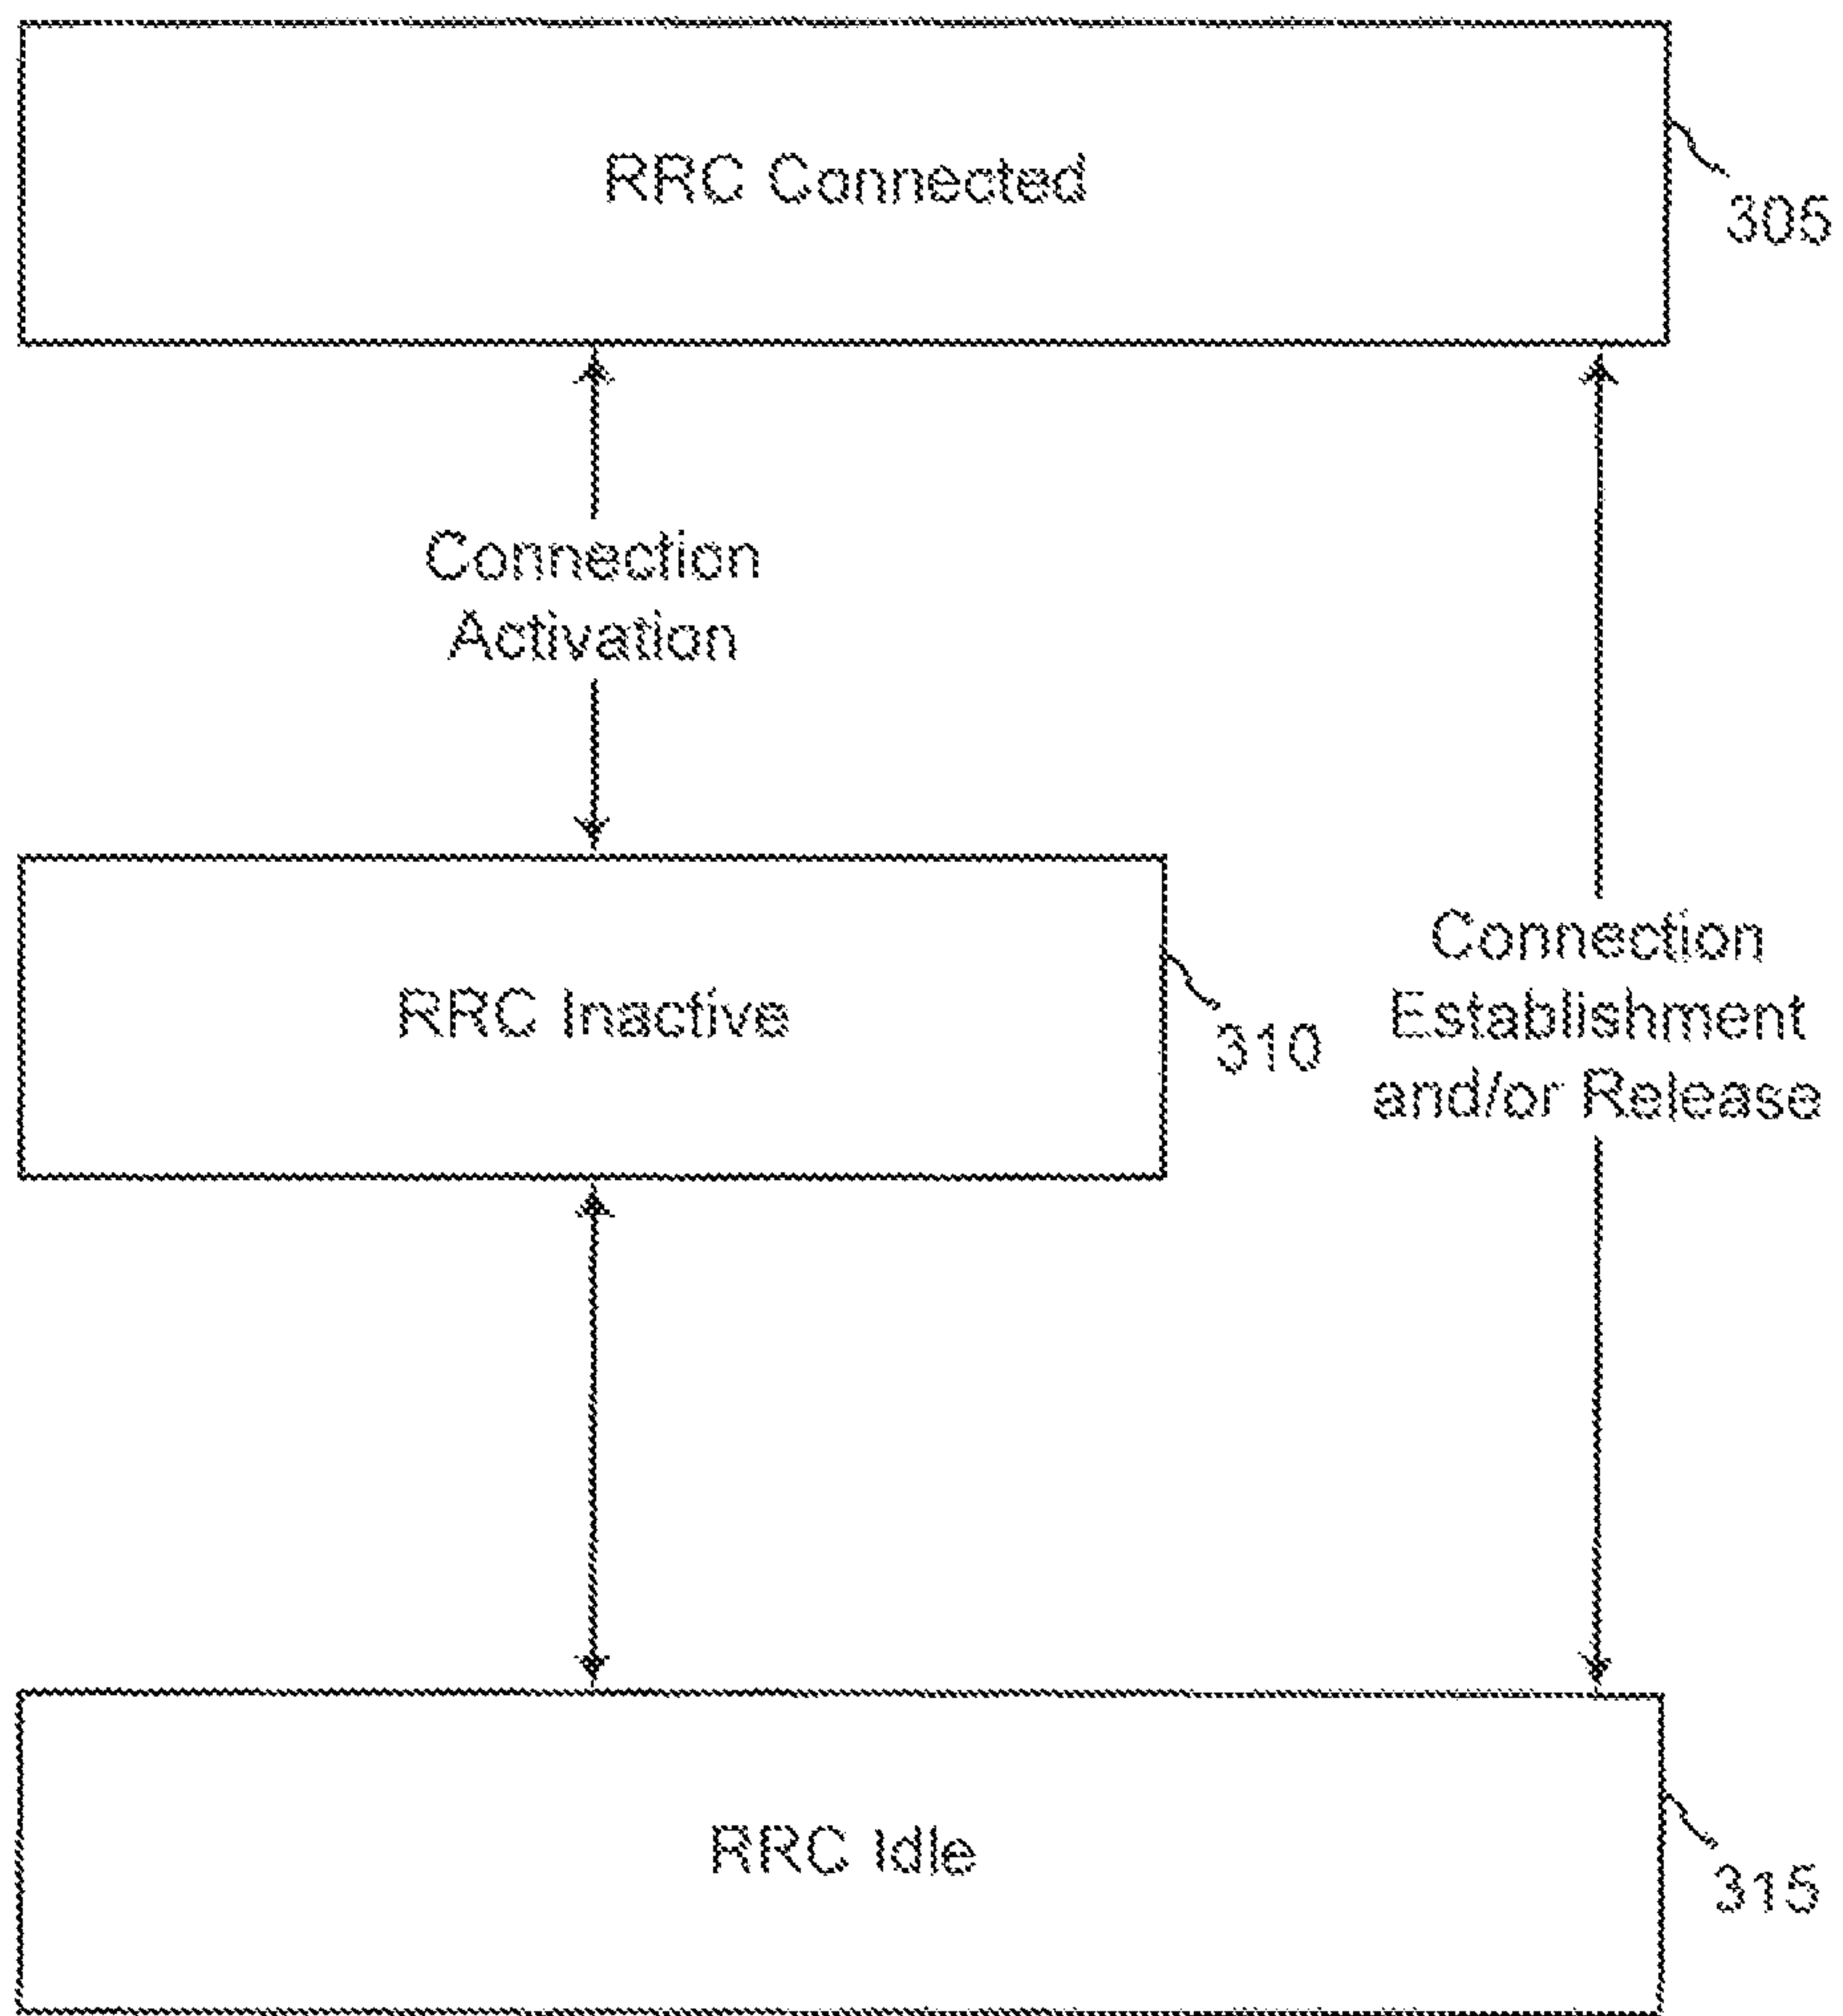 RRC Connected
305
Connection
Activation
RRC Inactive
310
Connection
Establishment
and/or Release
RRC Idle
315